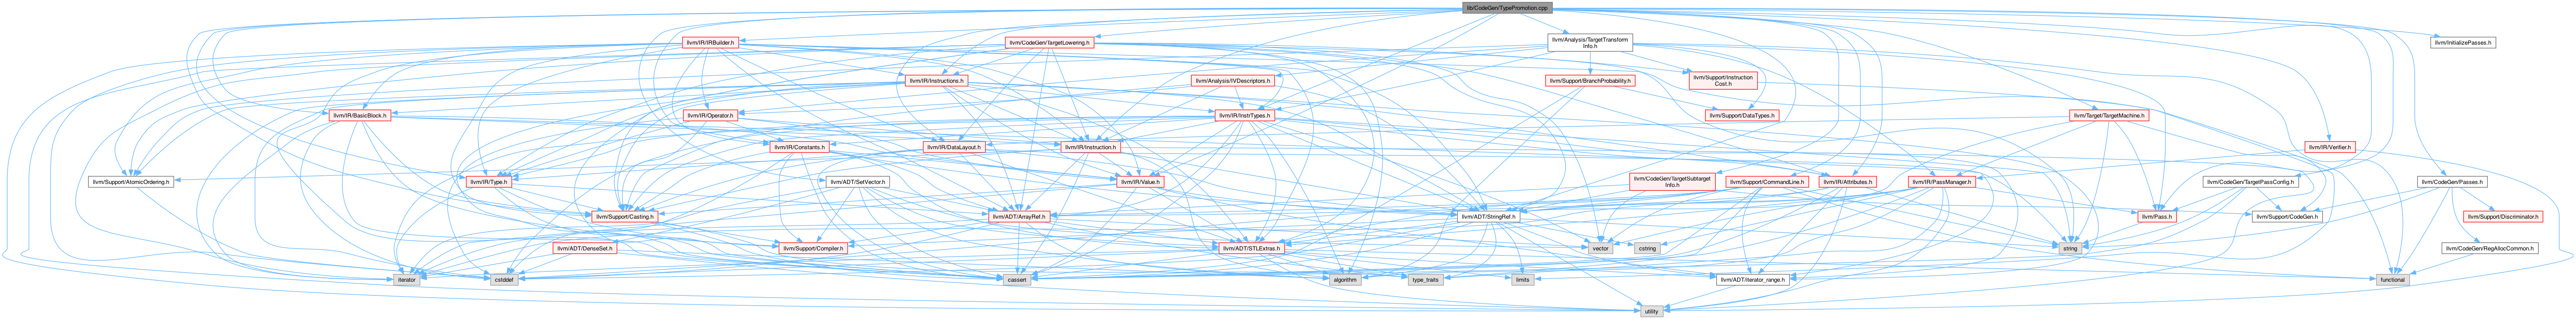 lib/CodeGen/TypePromotion.cpp
llvm/IR/IRBuilder.h
llvm/CodeGen/TargetLowering.h
llvm/Analysis/TargetTransform
Info.h
llvm/InitializePasses.h
llvm/IR/Instructions.h
llvm/Analysis/IVDescriptors.h
llvm/Support/BranchProbability.h
llvm/Support/Instruction
Cost.h
llvm/IR/BasicBlock.h
llvm/IR/Operator.h
llvm/IR/InstrTypes.h
llvm/Support/DataTypes.h
llvm/Target/TargetMachine.h
llvm/IR/Constants.h
llvm/IR/DataLayout.h
llvm/IR/Instruction.h
llvm/IR/Verifier.h
llvm/Support/AtomicOrdering.h
llvm/IR/Type.h
llvm/ADT/SetVector.h
llvm/IR/Value.h
llvm/CodeGen/TargetSubtarget
Info.h
llvm/Support/CommandLine.h
llvm/IR/Attributes.h
llvm/IR/PassManager.h
llvm/CodeGen/TargetPassConfig.h
llvm/CodeGen/Passes.h
llvm/Support/Casting.h
llvm/ADT/ArrayRef.h
llvm/ADT/StringRef.h
llvm/Pass.h
llvm/Support/CodeGen.h
llvm/Support/Discriminator.h
llvm/ADT/DenseSet.h
llvm/Support/Compiler.h
llvm/ADT/STLExtras.h
vector
cstring
string
llvm/CodeGen/RegAllocCommon.h
iterator
cstddef
cassert
algorithm
type_traits
limits
llvm/ADT/iterator_range.h
functional
utility